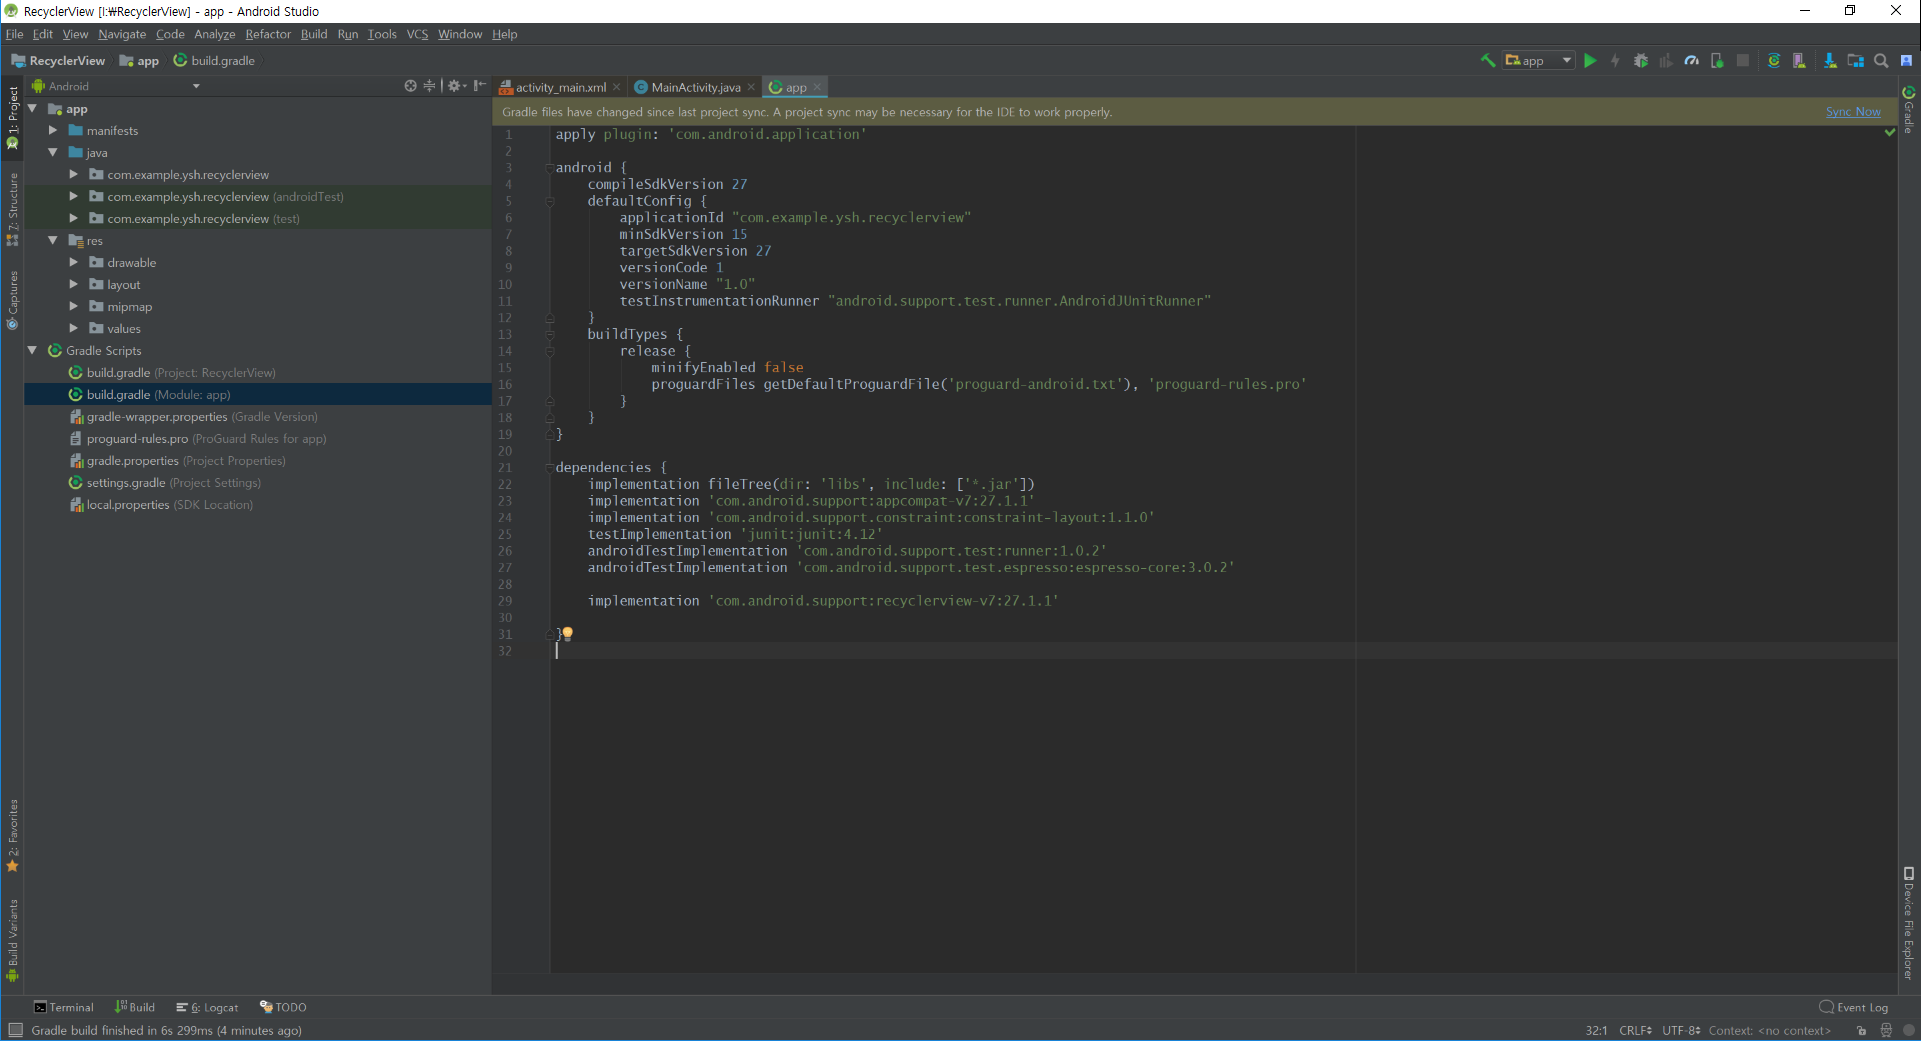 RecyclerView [I:₩RecyclerView] - app - Android Studio
File Edit View Navigate Code Analyze Refactor Build Run Tools VCS Window Help
RecyclerView app build.gradle
app
Android
activity_main.xml MainActivity.java app
Gradle files have changed since last project sync. A project sync may be necessary for the IDE to work properly. Sync Now
1: Project
7: Structure
Captures
2: Favorites
Build Variants
app
manifests
java
com.example.ysh.recyclerview
com.example.ysh.recyclerview (androidTest)
com.example.ysh.recyclerview (test)
res
drawable
layout
mipmap
values
Gradle Scripts
build.gradle (Project: RecyclerView)
build.gradle (Module: app)
gradle-wrapper.properties (Gradle Version)
proguard-rules.pro (ProGuard Rules for app)
gradle.properties (Project Properties)
settings.gradle (Project Settings)
local.properties (SDK Location)
1 apply plugin: 'com.android.application'
2
3 android {
4 compileSdkVersion 27
5 defaultConfig {
6 applicationId "com.example.ysh.recyclerview"
7 minSdkVersion 15
8 targetSdkVersion 27
9 versionCode 1
10 versionName "1.0"
11 testInstrumentationRunner "android.support.test.runner.AndroidJUnitRunner"
12 }
13 buildTypes {
14 release {
15 minifyEnabled false
16 proguardFiles getDefaultProguardFile('proguard-android.txt'), 'proguard-rules.pro'
17 }
18 }
19 }
20
21 dependencies {
22 implementation fileTree(dir: 'libs', include: ['*.jar'])
23 implementation 'com.android.support:appcompat-v7:27.1.1'
24 implementation 'com.android.support.constraint:constraint-layout:1.1.0'
25 testImplementation 'junit:junit:4.12'
26 androidTestImplementation 'com.android.support.test:runner:1.0.2'
27 androidTestImplementation 'com.android.support.test.espresso:espresso-core:3.0.2'
28
29 implementation 'com.android.support:recyclerview-v7:27.1.1'
30
31 }
32
Gradle
Device File Explorer
Terminal Build 6: Logcat TODO Event Log
Gradle build finished in 6s 299ms (4 minutes ago) 32:1 CRLF UTF-8 Context: <no context>